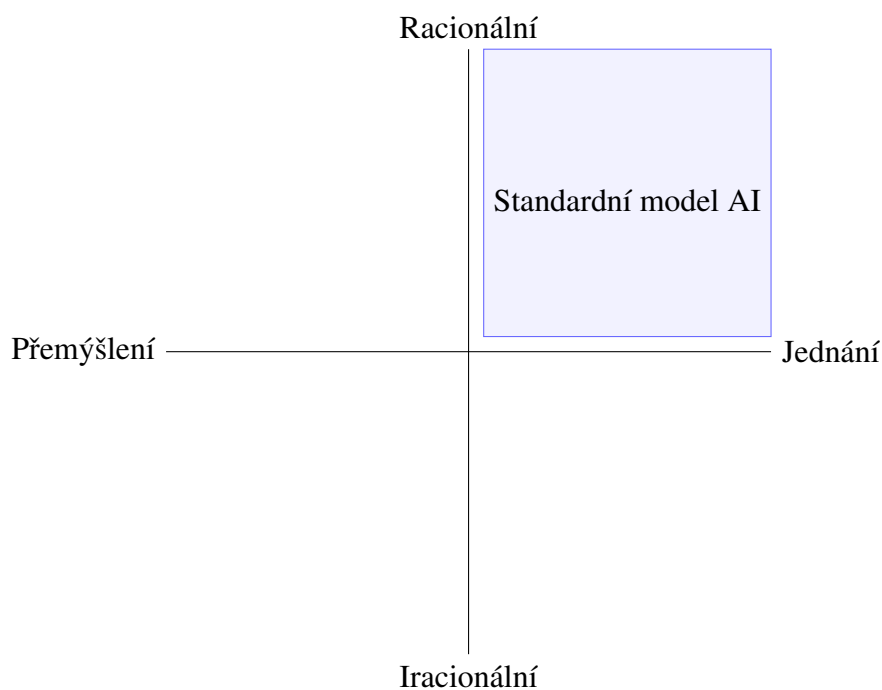 Racionální
Standardní model AI
Přemýšlení
Jednání
Iracionální